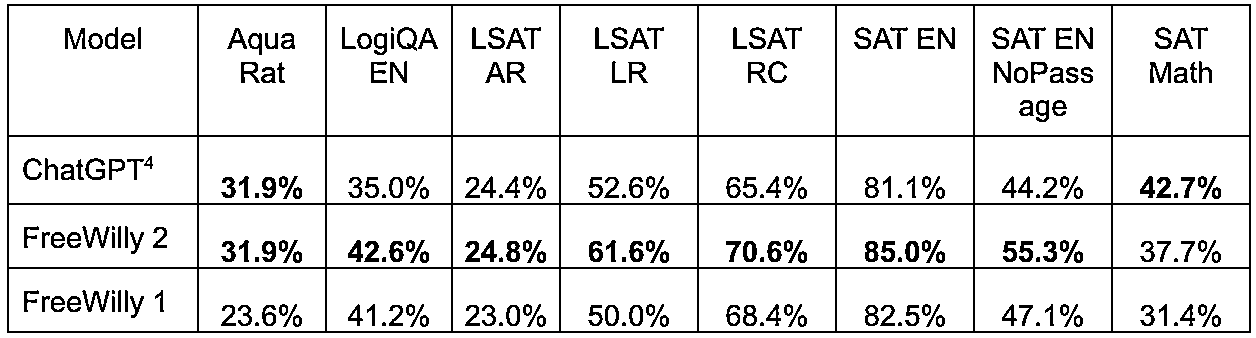 Model Aqua Rat LogiQA EN LSAT AR LSAT LR LSAT RC SAT EN SAT EN NoPass age SAT Math
ChatGPT⁴ 31.9% 35.0% 24.4% 52.6% 65.4% 81.1% 44.2% 42.7%
FreeWilly 2 31.9% 42.6% 24.8% 61.6% 70.6% 85.0% 55.3% 37.7%
FreeWilly 1 23.6% 41.2% 23.0% 50.0% 68.4% 82.5% 47.1% 31.4%